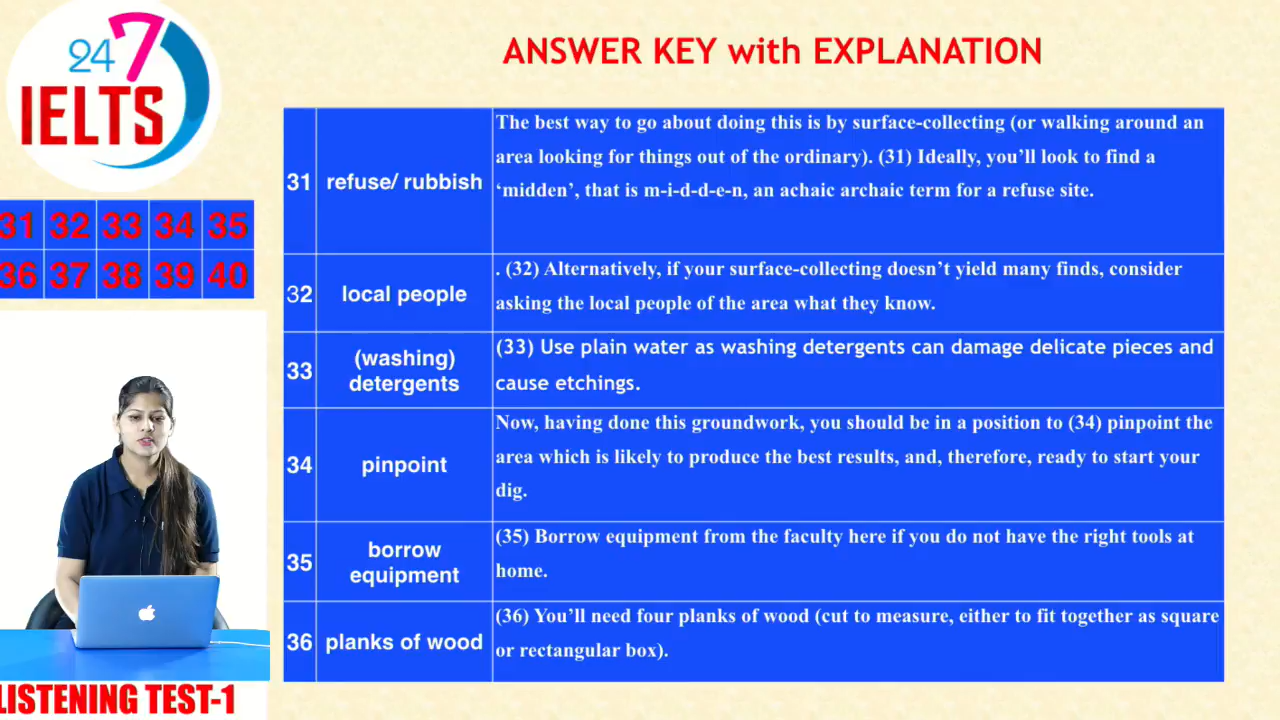 24 7
IELTS
ANSWER KEY with EXPLANATION
31 32 33 34 35
36 37 38 39 40
31
refuse/ rubbish
The best way to go about doing this is by surface-collecting (or walking around an
area looking for things out of the ordinary). (31) Ideally, you’ll look to find a
‘midden’, that is m-i-d-d-e-n, an achaic archaic term for a refuse site.
32
local people
. (32) Alternatively, if your surface-collecting doesn’t yield many finds, consider
asking the local people of the area what they know.
33
(washing)
detergents
(33) Use plain water as washing detergents can damage delicate pieces and
cause etchings.
34
pinpoint
Now, having done this groundwork, you should be in a position to (34) pinpoint the
area which is likely to produce the best results, and, therefore, ready to start your
dig.
35
borrow
equipment
(35) Borrow equipment from the faculty here if you do not have the right tools at
home.
36
planks of wood
(36) You’ll need four planks of wood (cut to measure, either to fit together as square
or rectangular box).
LISTENING TEST-1